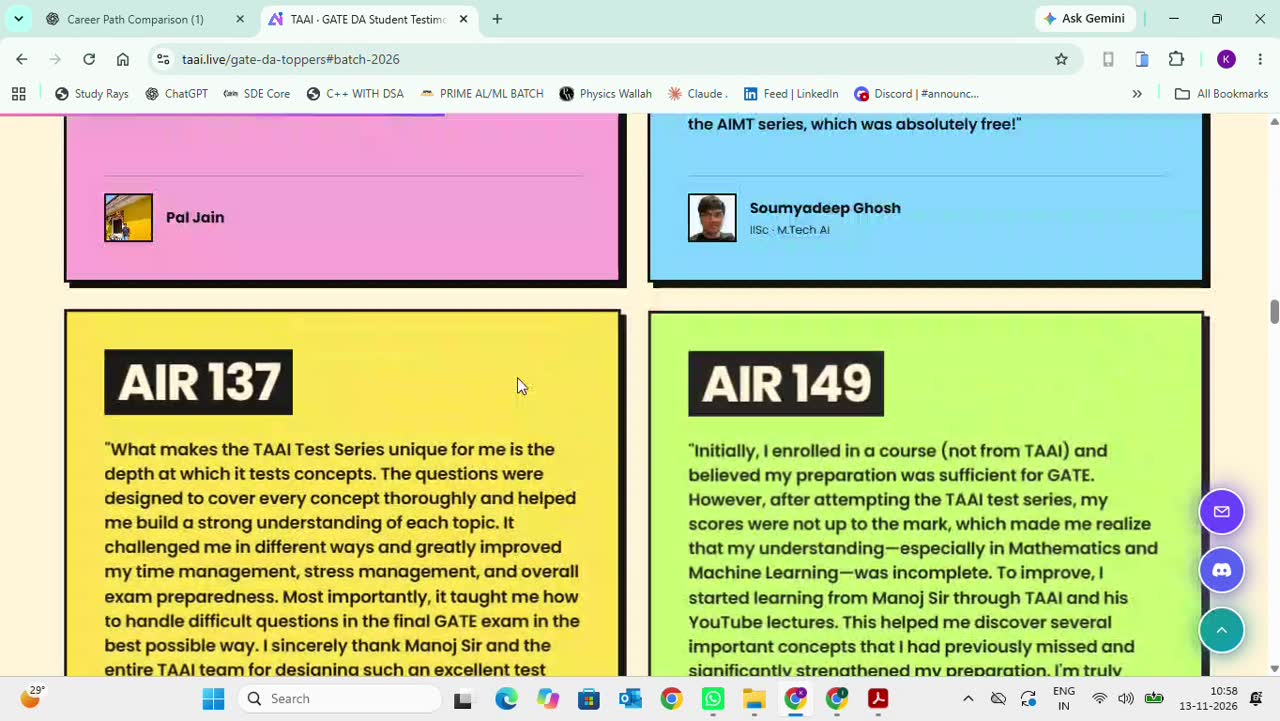 Career Path Comparison (1)
TAAI · GATE DA Student Testimo
Ask Gemini
taai.live/gate-da-toppers#batch-2026
K
Study Rays
ChatGPT
SDE Core
C++ WITH DSA
PRIME AL/ML BATCH
Physics Wallah
Claude .
Feed | LinkedIn
Discord | #announc...
All Bookmarks
the AIMT series, which was absolutely free!"
Pal Jain
Soumyadeep Ghosh
IISc · M.Tech AI
AIR 137
"What makes the TAAI Test Series unique for me is the
depth at which it tests concepts. The questions were
designed to cover every concept thoroughly and helped
me build a strong understanding of each topic. It
challenged me in different ways and greatly improved
my time management, stress management, and overall
exam preparedness. Most importantly, it taught me how
to handle difficult questions in the final GATE exam in the
best possible way. I sincerely thank Manoj Sir and the
entire TAAI team for designing such an excellent test
AIR 149
"Initially, I enrolled in a course (not from TAAI) and
believed my preparation was sufficient for GATE.
However, after attempting the TAAI test series, my
scores were not up to the mark, which made me realize
that my understanding—especially in Mathematics and
Machine Learning—was incomplete. To improve, I
started learning from Manoj Sir through TAAI and his
YouTube lectures. This helped me discover several
important concepts that I had previously missed and
significantly strengthened my preparation. I'm truly
29°
Search
ENG
IN
10:58
13-11-2026